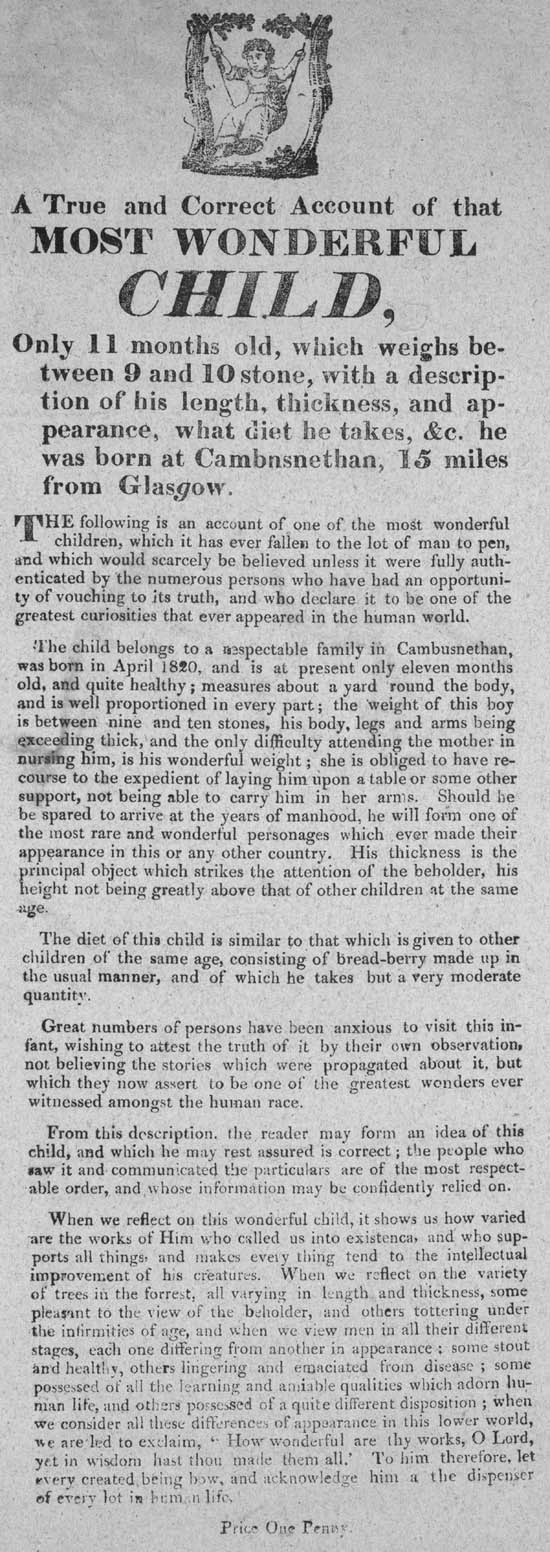 A True and Correct Account of that
MOST WONDERFUL
CHILD,
Only 11 months old, which weighs be-
tween 9 and 10 stone, with a descrip-
tion of his length, thickness, and ap-
pearance, what diet he takes, &c. he
was born at Cambnsnethan, 15 miles
from Glasgow.
THE following is an account of one of the most wonderful
children, which it has ever fallen to the lot of man to pen,
and which would scarcely be believed unless it were fully auth-
enticated by the numerous persons who have had an opportuni-
ty of vouching to its truth, and who declare it to be one of the
greatest curiosities that ever appeared in the human world.
The child belongs to a respectable family in Cambusnethan,
was born in April 1820, and is at present only eleven months
old, and quite healthy; measures about a yard round the body,
and is well proportioned in every part; the weight of this boy
is between nine and ten stones, his body, legs and arms being
exceeding thick, and the only difficulty attending the mother in
nursing him, is his wonderful weight; she is obliged to have re-
course to the expedient of laying him upon a table or some other
support, not being able to carry him in her arms. Should he
be spared to arrive at the years of manhood, he will form one of
the most rare and wonderful personages which ever made their
appearance in this or any other country. His thickness is the
principal object which strikes the attention of the beholder, his
height not being greatly above that of other children at the same
age.
The diet of this child is similar to that which is given to other
children of the same age, consisting of bread-berry made up in
the usual manner, and of which he takes but a very moderate
quantity.
Great numbers of persons have been anxious to visit this in-
fant, wishing to attest the truth of it by their own observation,
not believing the stories which were propagated about it, but
which they now assert to be one of the greatest wonders ever
witnessed amongst the human race.
From this description. the reader may form an idea of this
child, and which he may rest assured is correct; the people who
saw it and communicated the particulars are of the most respect-
able order, and whose information may be confidently relied on.
When we reflect on this wonderful child, it shows us how varied
are the works of Him who called us into existenca, and who sup-
ports all things, and makes every thing tend to the intellectual
improvement of his creatures. When we reflect on the variety
of trees in the forrest, all varying in length and thickness, some
pleasant to the view of the beholder, and others tottering under
the infirmities of age, and when we view men in all their different
stages, each one differing from another in appearance; some stout
and healthy, others lingering and emaciated from disease; some
possessed of all the learning and amiable qualities which adorn hu-
man life, and others possessed of a quite different disposition; when
we consider all these differences of appearance in this lower world,
we are led to exclaim, " How wonderful are thy works, O Lord,
yet in wisdom hast thou made them all.' To him therefore, let
every created being bow, and acknowledge him a the dispenser
of every lot in human life.
Price One Penny.